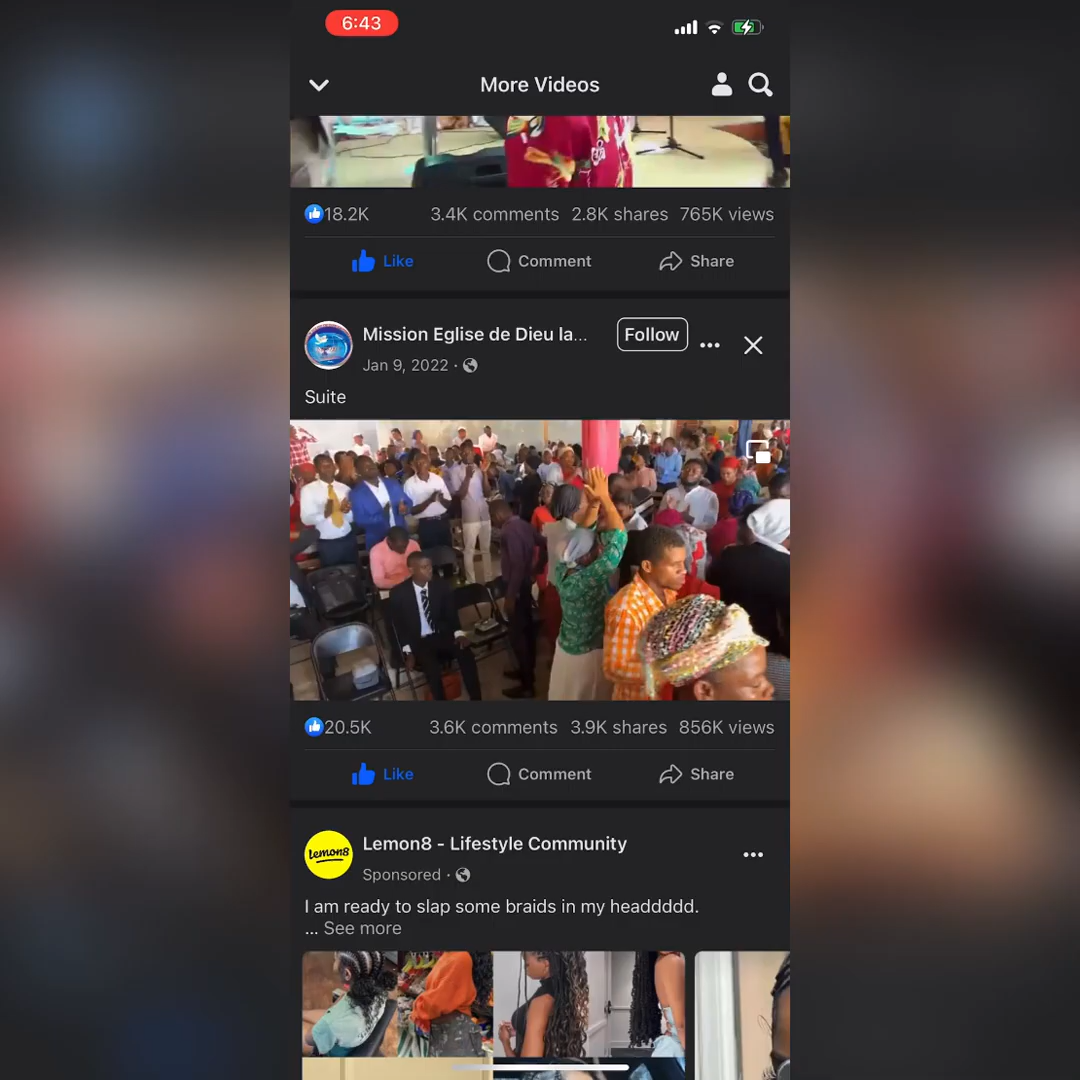 6:43
More Videos
18.2K 3.4K comments 2.8K shares 765K views
Like Comment Share
Mission Eglise de Dieu la... Follow
Jan 9, 2022 ·
Suite
20.5K 3.6K comments 3.9K shares 856K views
Like Comment Share
Lemon8 - Lifestyle Community
lemon8
Sponsored ·
I am ready to slap some braids in my headdddd.
... See more